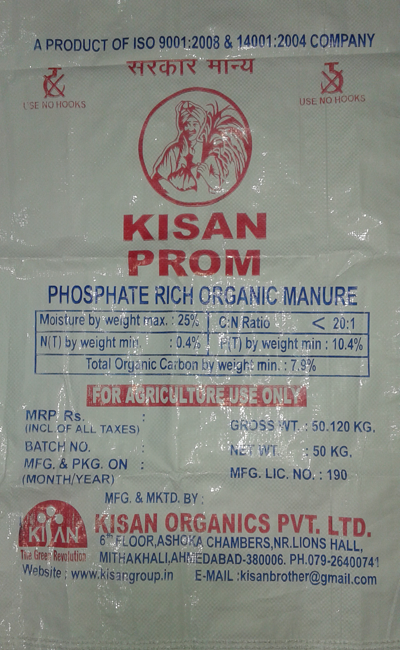 A PRODUCT OF ISO 9001:2008 & 14001:2004 COMPANY
सरकार मान्य
USE NO HOOKS
USE NO HOOKS
KISAN
PROM
PHOSPHATE RICH ORGANIC MANURE
Moisture by weight max. : 25% C:N Ratio < 20:1
N(T) by weight min. : 0.4% P(T) by weight min : 10.4%
Total Organic Carbon by weight min. : 7.9%
FOR AGRICULTURE USE ONLY
MRP. Rs. :
(INCL OF ALL TAXES)
GROSS WT. : 50.120 KG.
BATCH NO. :
NET WT. : 50 KG.
MFG. & PKG. ON :
(MONTH/YEAR)
MFG. LIC. NO. : 190
MFG. & MKTD. BY :
KISAN
The Green Revolution
KISAN ORGANICS PVT. LTD.
6TH FLOOR,ASHOKA CHAMBERS,NR.LIONS HALL,
MITHAKHALI,AHMEDABAD-380006. PH.079-26400741
Website : www.kisangroup.in E-MAIL :kisanbrother@gmail.com